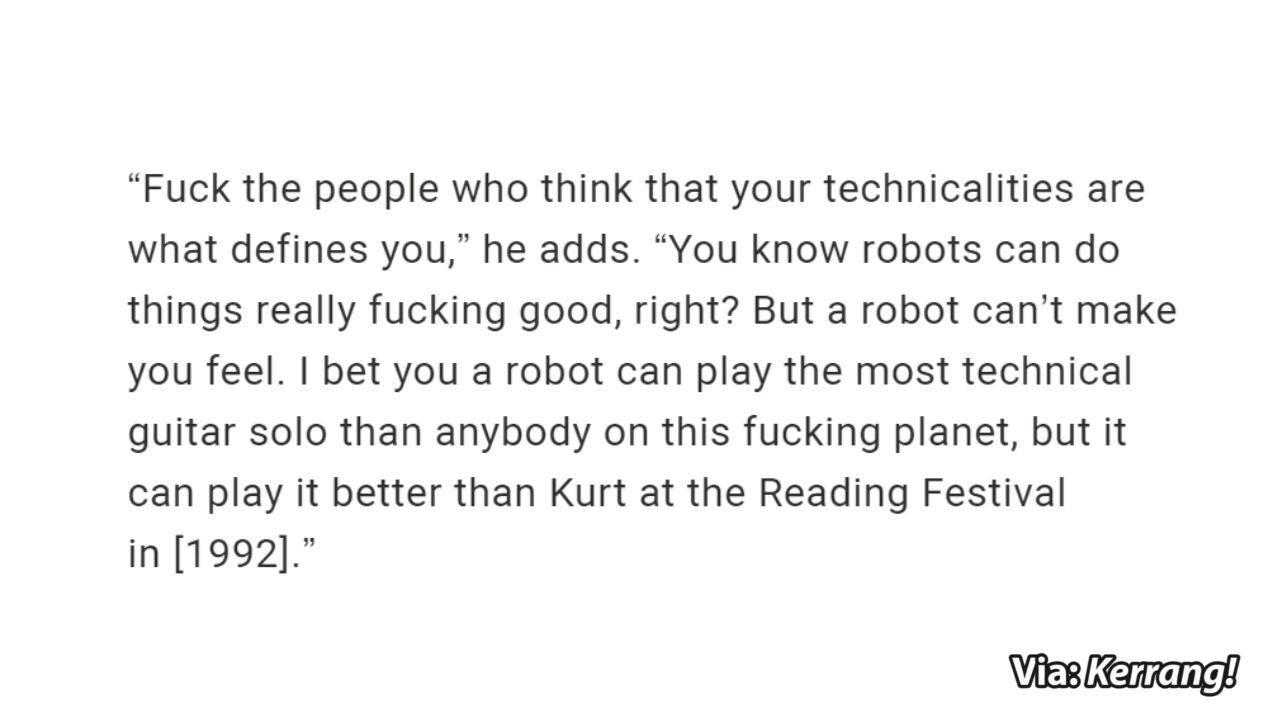 “Fuck the people who think that your technicalities are
what defines you,” he adds. “You know robots can do
things really fucking good, right? But a robot can’t make
you feel. I bet you a robot can play the most technical
guitar solo than anybody on this fucking planet, but it
can play it better than Kurt at the Reading Festival
in [1992].”
Via: Kerrang!